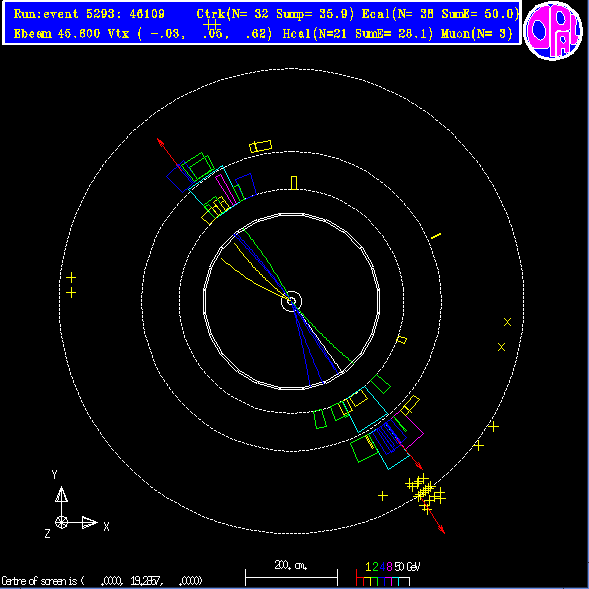 Run:event 5293: 46109 Ctrk(N= 32 Sump= 35.9) Ecal(N= 38 SumE= 50.0)
Ebeam 45.600 Vtx ( -.03, .05, .62) Hcal(N=21 SumE= 28.1) Muon(N= 3)
OPAL
Y
X
Z
200. cm.
1 2 4 8 50 GeV
Centre of screen is ( .0000, 19.2857, .0000)